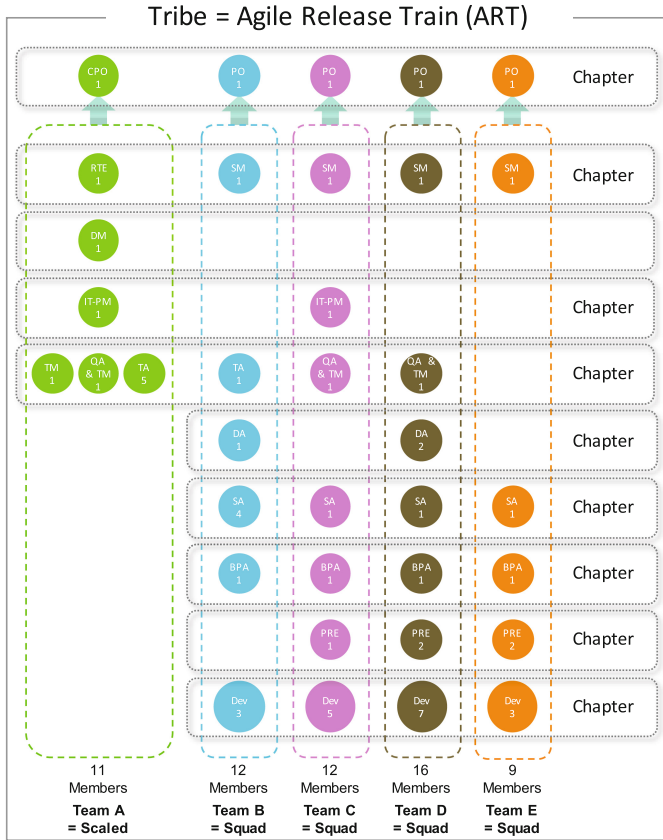 Tribe = Agile Release Train (ART)
CPO
1
PO
1
PO
1
PO
1
PO
1
Chapter
RTE
1
SM
1
SM
1
SM
1
SM
1
Chapter
DM
1
IT-PM
1
IT-PM
1
Chapter
TM
1
QA
& TM
1
TA
5
TA
1
QA
& TM
1
QA &
TM
1
Chapter
DA
1
DA
2
Chapter
SA
4
SA
1
SA
1
SA
1
Chapter
BPA
1
BPA
1
BPA
1
BPA
1
Chapter
PRE
1
PRE
2
PRE
2
Chapter
Dev
3
Dev
5
Dev
7
Dev
3
Chapter
11
Members
Team A
= Scaled
12
Members
Team B
= Squad
12
Members
Team C
= Squad
16
Members
Team D
= Squad
9
Members
Team E
= Squad